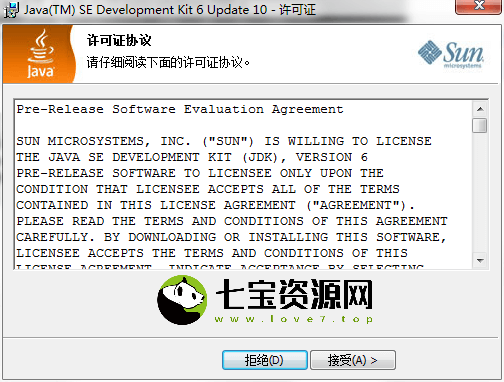 Java(TM) SE Development Kit 6 Update 10 - 许可证
许可证协议
请仔细阅读下面的许可证协议。
Java
Sun
microsystems
Pre-Release Software Evaluation Agreement
SUN MICROSYSTEMS, INC. ("SUN") IS WILLING TO LICENSE
THE JAVA SE DEVELOPMENT KIT (JDK), VERSION 6
PRE-RELEASE SOFTWARE TO LICENSEE ONLY UPON THE
CONDITION THAT LICENSEE ACCEPTS ALL OF THE TERMS
CONTAINED IN THIS LICENSE AGREEMENT ("AGREEMENT").
PLEASE READ THE TERMS AND CONDITIONS OF THIS AGREEMENT
CAREFULLY. BY DOWNLOADING OR INSTALLING THIS SOFTWARE,
LICENSEE ACCEPTS THE TERMS AND CONDITIONS OF THIS
LICENSE AGREEMENT. INDICATE ACCEPTANCE BY SELECTING
七宝资源网
www.love7.top
拒绝(D)
接受(A) >